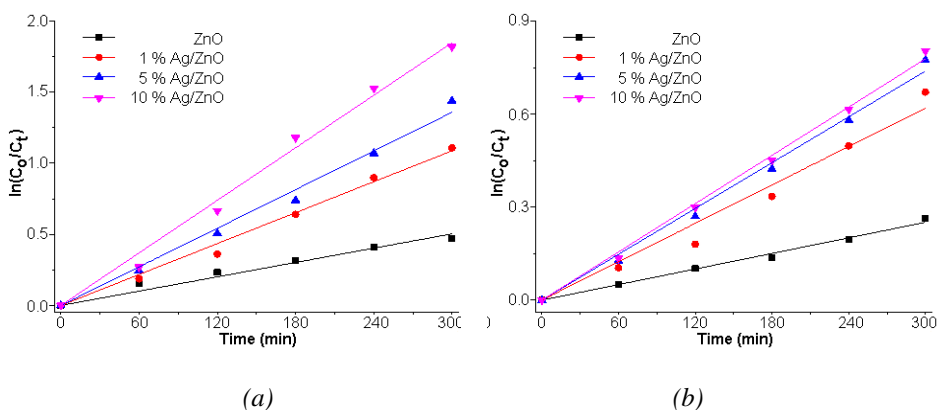 2.0
1.5
1.0
0.5
0.0
ln(C₀/Cₜ)
ZnO
1 % Ag/ZnO
5 % Ag/ZnO
10 % Ag/ZnO
0 60 120 180 240 300
Time (min)
(a)
0.9
0.6
0.3
0.0
ln(C₀/Cₜ)
ZnO
1 % Ag/ZnO
5 % Ag/ZnO
10 % Ag/ZnO
0 60 120 180 240 300
Time (min)
(b)